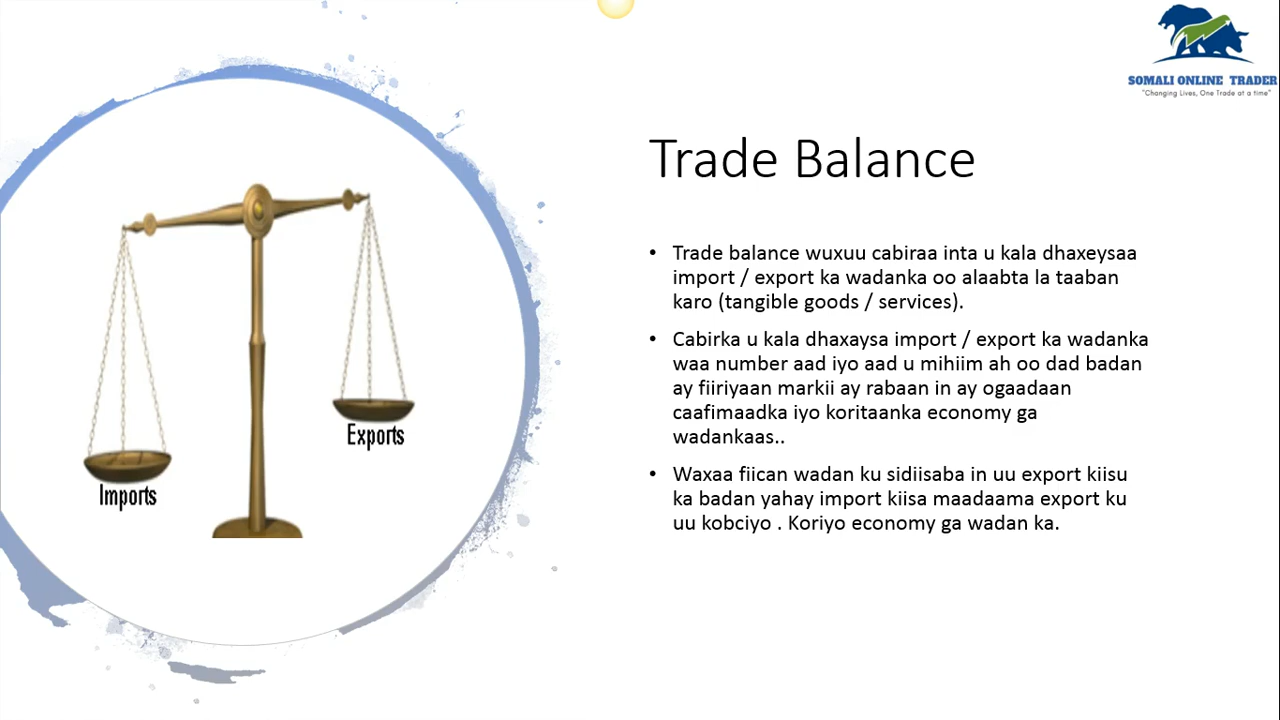 SOMALI ONLINE TRADER
"Changing Lives, One Trade at a time"
Trade Balance
• Trade balance wuxuu cabiraa inta u kala dhaxeysaa
import / export ka wadanka oo alaabta la taaban
karo (tangible goods / services).
• Cabirka u kala dhaxaysa import / export ka wadanka
waa number aad iyo aad u mihiim ah oo dad badan
ay fiiriyaan markii ay rabaan in ay ogaadaan
caafimaadka iyo koritaanka economy ga
wadankaas..
• Waxaa fiican wadan ku sidiisaba in uu export kiisu
ka badan yahay import kiisa maadaama export ku
uu kobciyo . Koriyo economy ga wadan ka.
Exports
Imports